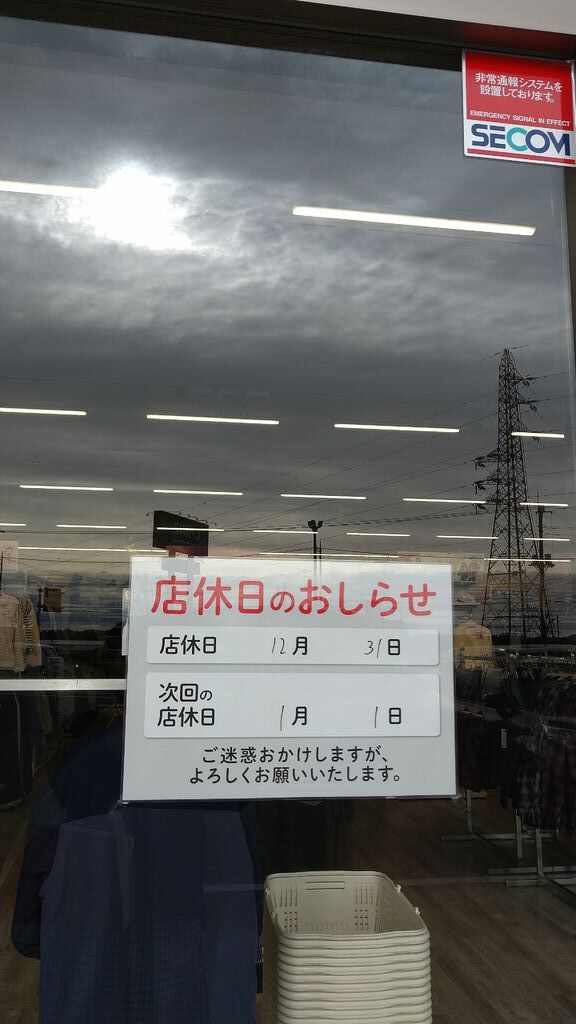 非常通報システムを
設置しております。
EMERGENCY SIGNAL IN EFFECT
SECOM
店休日のおしらせ
店休日 12月 31日
次回の
店休日 1月 1日
ご迷惑おかけしますが、
よろしくお願いいたします。